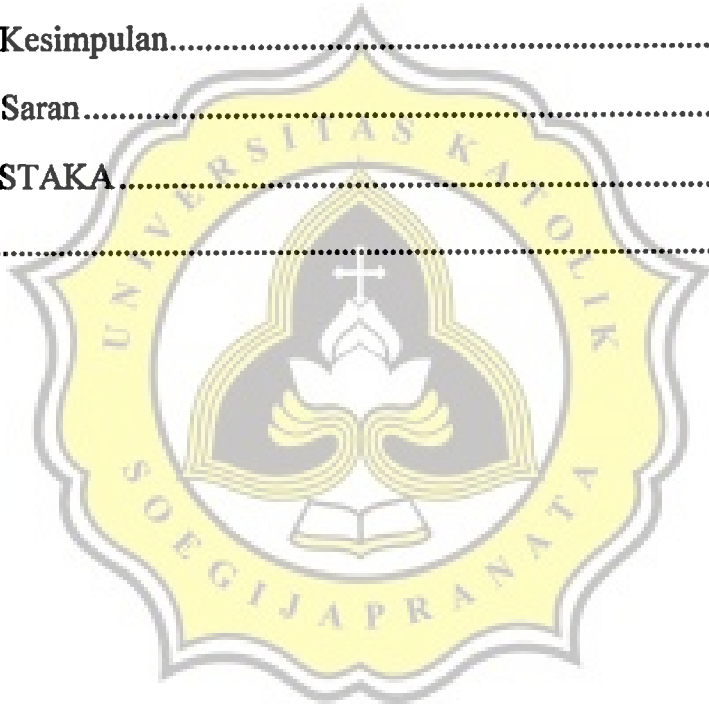 Kesimpulan..............................................................
Saran..............................................................
STAKA..............................................................
..............................................................
UNIVERSITAS KATOLIK
SOEGIJAPRANATA